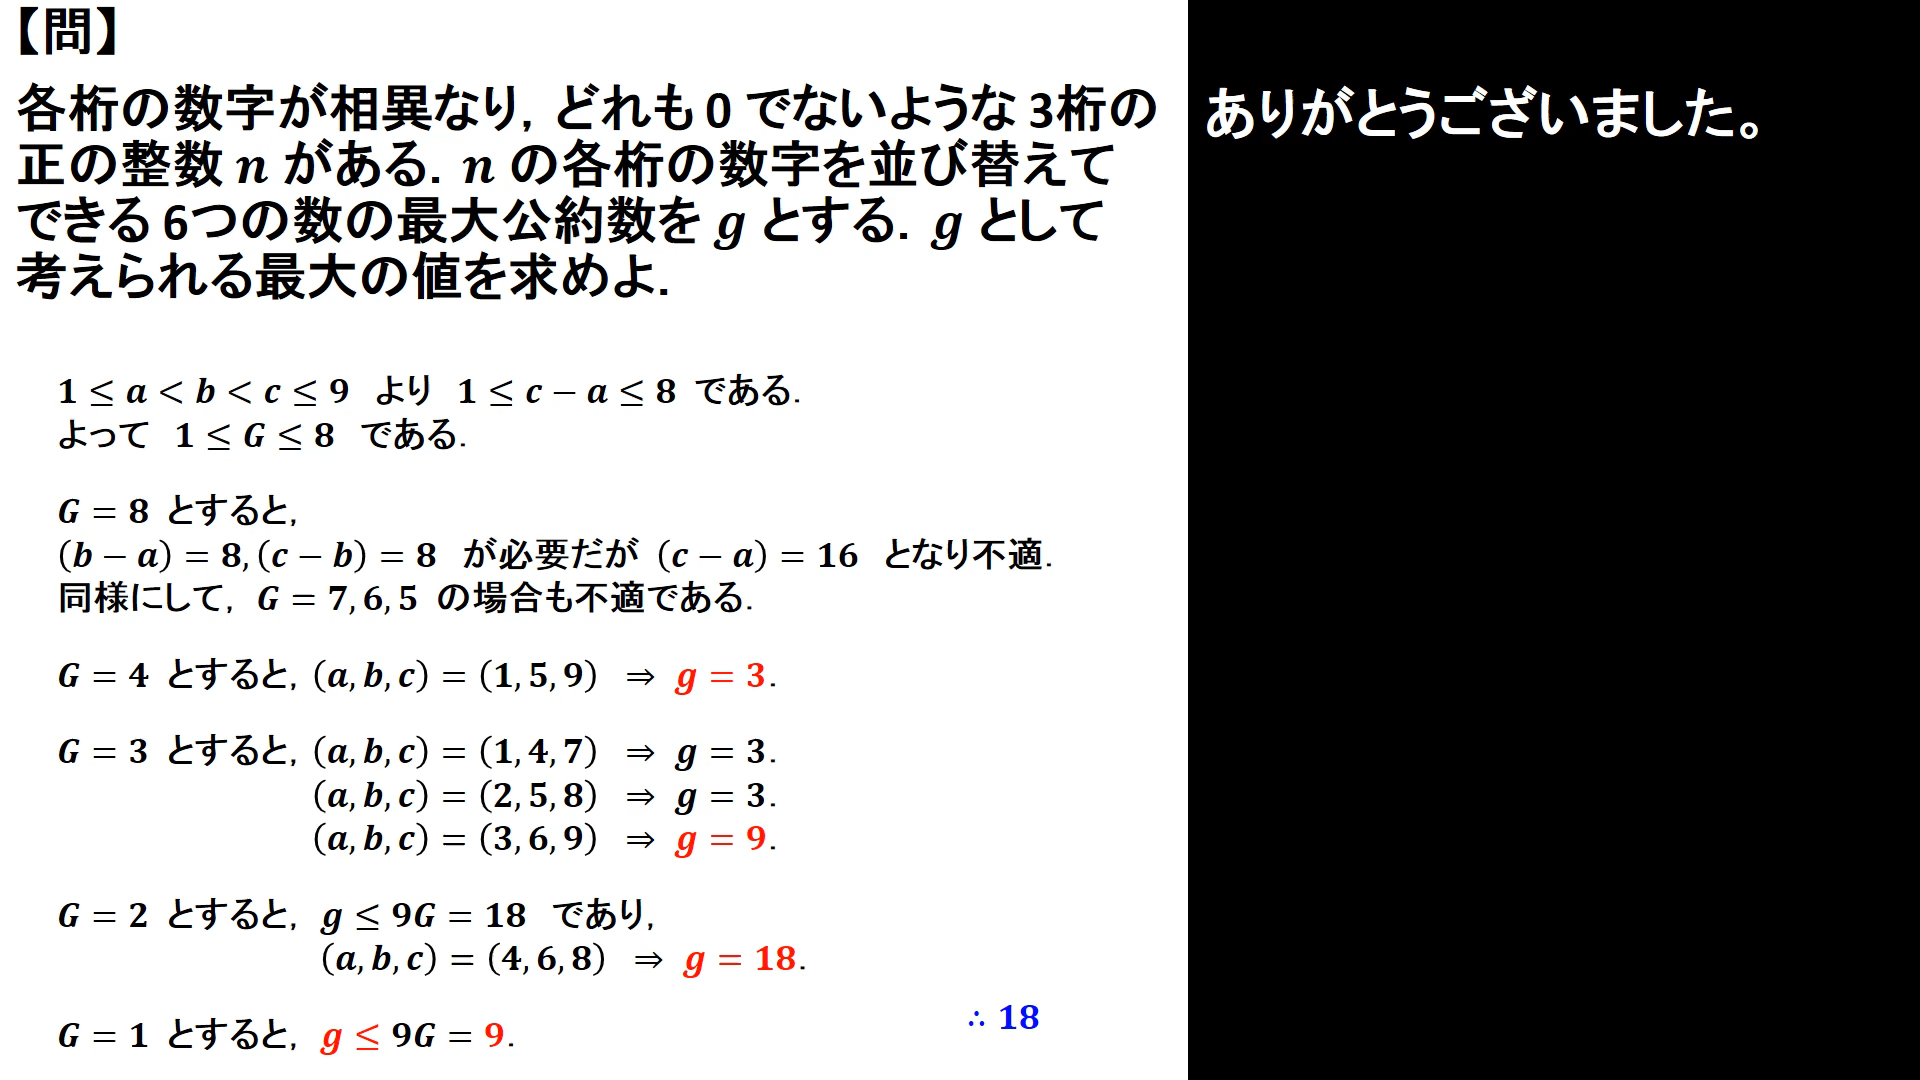 【問】
各桁の数字が相異なり, どれも 0 でないような 3桁の
正の整数 n がある. n の各桁の数字を並び替えて
できる 6つの数の最大公約数を g とする. g として
考えられる最大の値を求めよ.
ありがとうございました。
1 ≤ a < b < c ≤ 9 より 1 ≤ c − a ≤ 8 である.
よって 1 ≤ G ≤ 8 である.
G = 8 とすると,
(b − a) = 8, (c − b) = 8 が必要だが (c − a) = 16 となり不適.
同様にして, G = 7, 6, 5 の場合も不適である.
G = 4 とすると, (a, b, c) = (1, 5, 9) ⇒ g = 3.
G = 3 とすると, (a, b, c) = (1, 4, 7) ⇒ g = 3.
(a, b, c) = (2, 5, 8) ⇒ g = 3.
(a, b, c) = (3, 6, 9) ⇒ g = 9.
G = 2 とすると, g ≤ 9G = 18 であり,
(a, b, c) = (4, 6, 8) ⇒ g = 18.
G = 1 とすると, g ≤ 9G = 9.
∴ 18